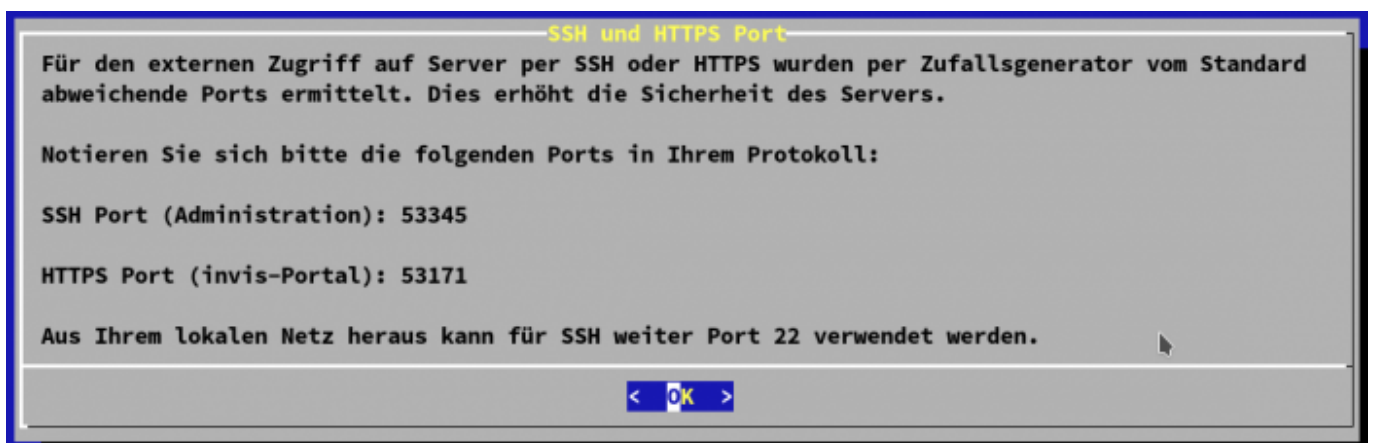 SSH und HTTPS Port
Für den externen Zugriff auf Server per SSH oder HTTPS wurden per Zufallsgenerator vom Standard
abweichende Ports ermittelt. Dies erhöht die Sicherheit des Servers.
Notieren Sie sich bitte die folgenden Ports in Ihrem Protokoll:
SSH Port (Administration): 53345
HTTPS Port (invis-Portal): 53171
Aus Ihrem lokalen Netz heraus kann für SSH weiter Port 22 verwendet werden.
< OK >